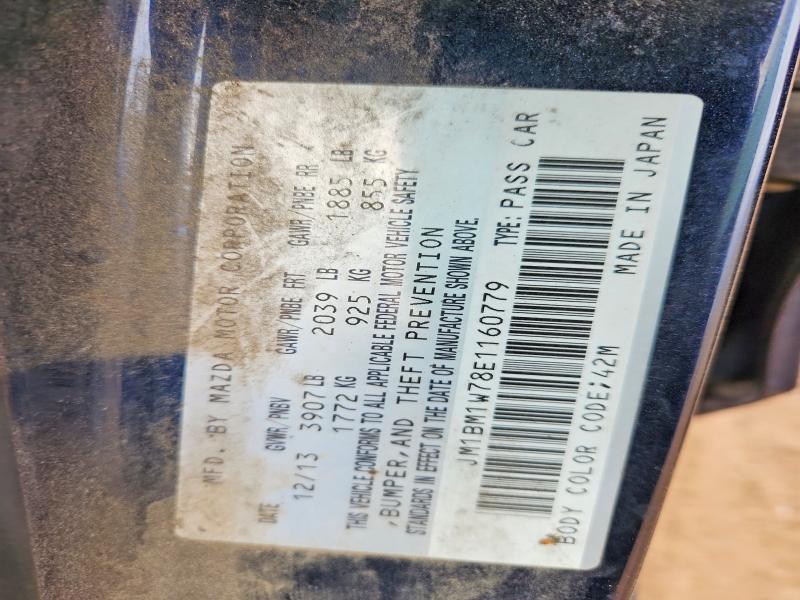 MFD. BY MAZDA MOTOR CORPORATION
DATE GVWR/PNBV GAWR/PNBE FRT GAWR/PNBE RR
12/13 3907 LB 2039 LB 1885 LB
1772 KG 925 KG 855 KG
THIS VEHICLE CONFORMS TO ALL APPLICABLE FEDERAL MOTOR VEHICLE SAFETY
,BUMPER,AND THEFT PREVENTION
STANDARDS IN EFFECT ON THE DATE OF MANUFACTURE SHOWN ABOVE.
JM1BM1W78E1160779 TYPE:PASS CAR
BODY COLOR CODE;42M MADE IN JAPAN